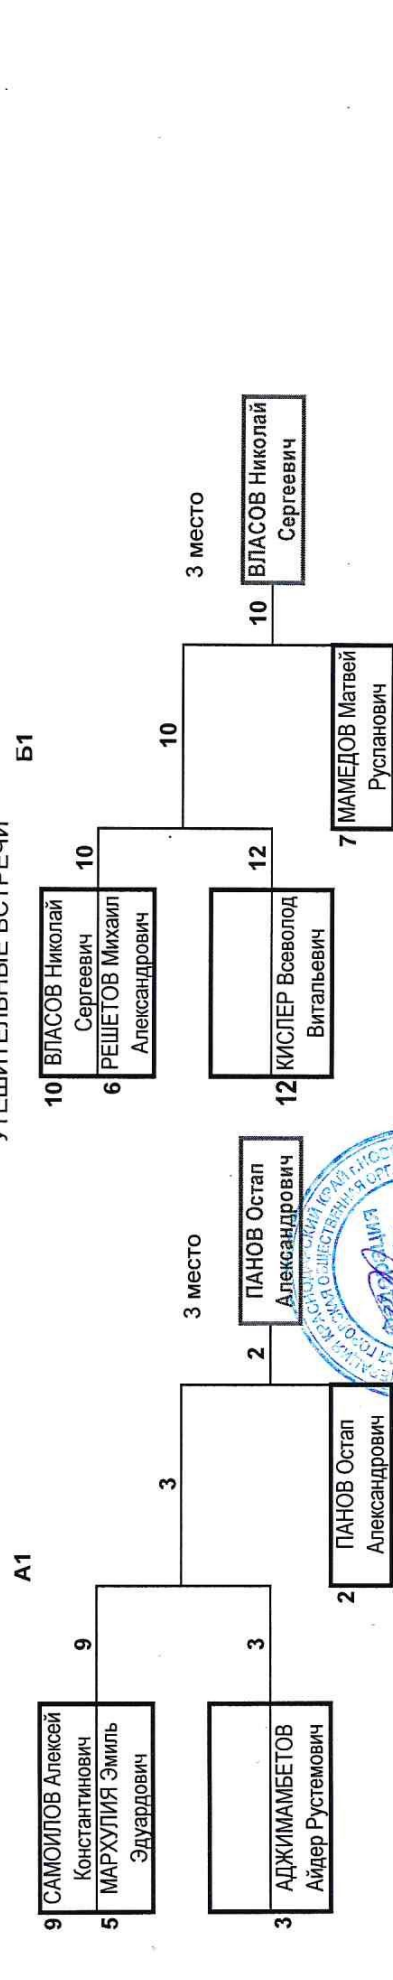 УТЕШИТЕЛЬНЫЕ ВСТРЕЧИ
А1
9 САМОИЛОВ Алексей
Константинович
5 МАРХУЛИЯ Эмиль
Эдуардович
9
3 АДЖИМАМБЕТОВ
Айдер Рустемович
3
3
2 ПАНОВ Остап
Александрович
2
3 место
ПАНОВ Остап
Александрович
Б1
10 ВЛАСОВ Николай
Сергеевич
6 РЕШЕТОВ Михаил
Александрович
10
12 КИСЛЕР Всеволод
Витальевич
12
10
7 МАМЕДОВ Матвей
Русланович
10
3 место
ВЛАСОВ Николай
Сергеевич